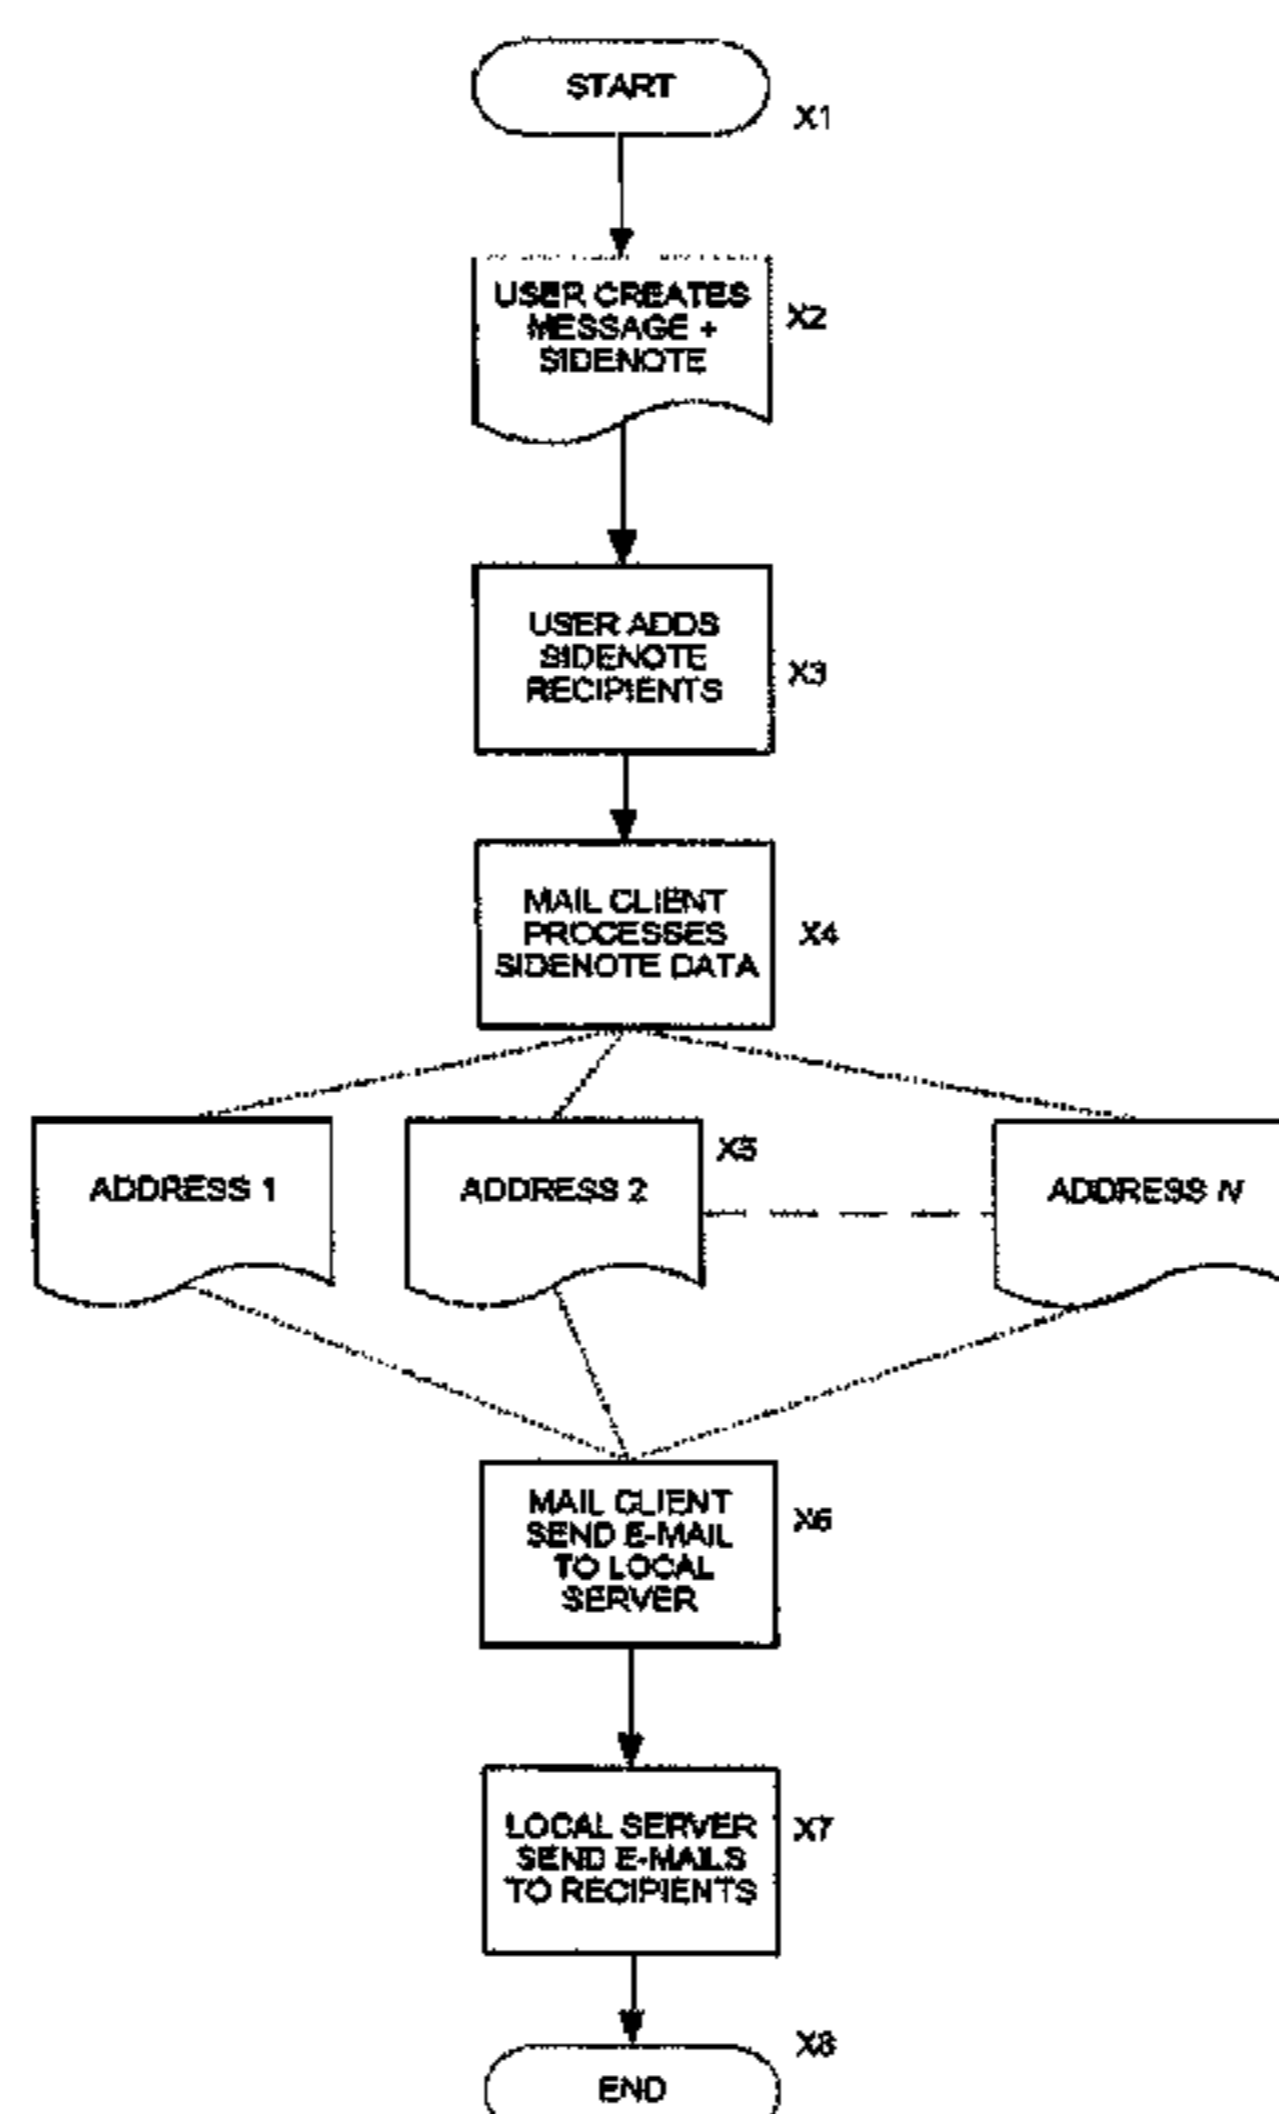 START
X1
USER CREATES
MESSAGE +
SIDENOTE
X2
USER ADDS
SIDENOTE
RECIPIENTS
X3
MAIL CLIENT
PROCESSES
SIDENOTE DATA
X4
ADDRESS 1
ADDRESS 2
X5
ADDRESS N
MAIL CLIENT
SEND E-MAIL
TO LOCAL
SERVER
X6
LOCAL SERVER
SEND E-MAILS
TO RECIPIENTS
X7
END
X8